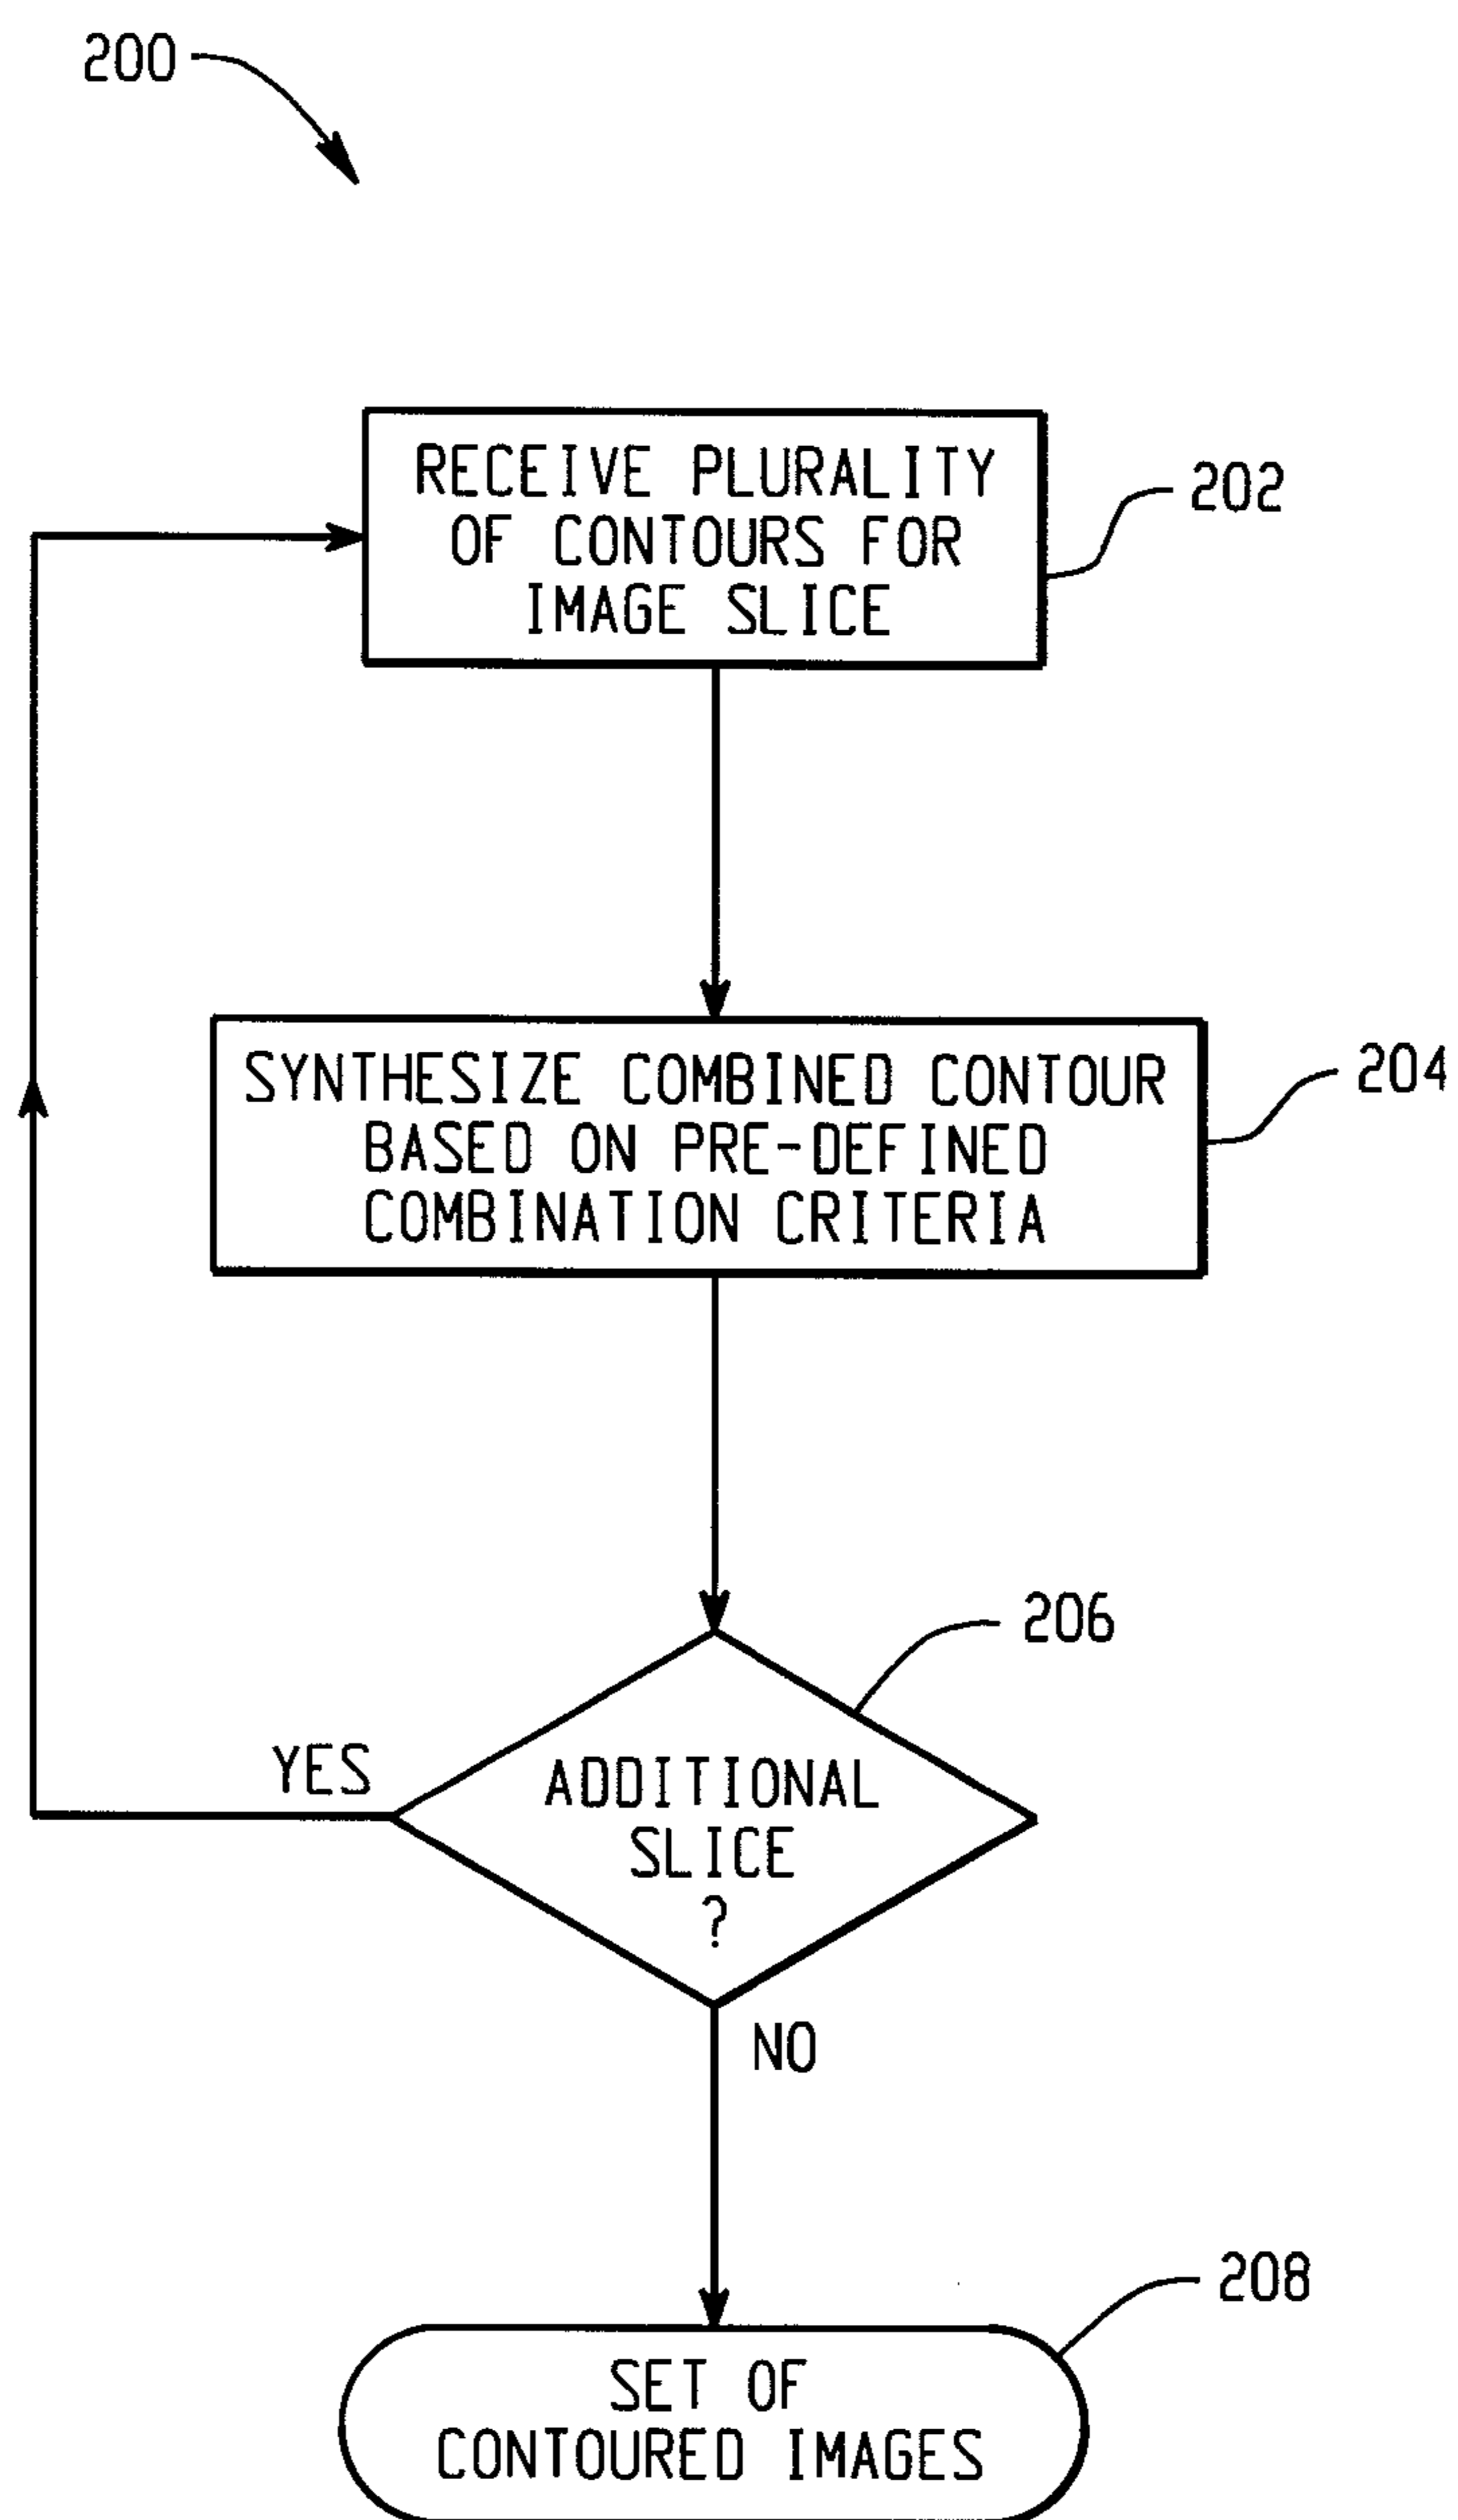 200
RECEIVE PLURALITY
OF CONTOURS FOR
IMAGE SLICE
202
SYNTHESIZE COMBINED CONTOUR
BASED ON PRE-DEFINED
COMBINATION CRITERIA
204
206
YES
ADDITIONAL
SLICE
?
NO
208
SET OF
CONTOURED IMAGES